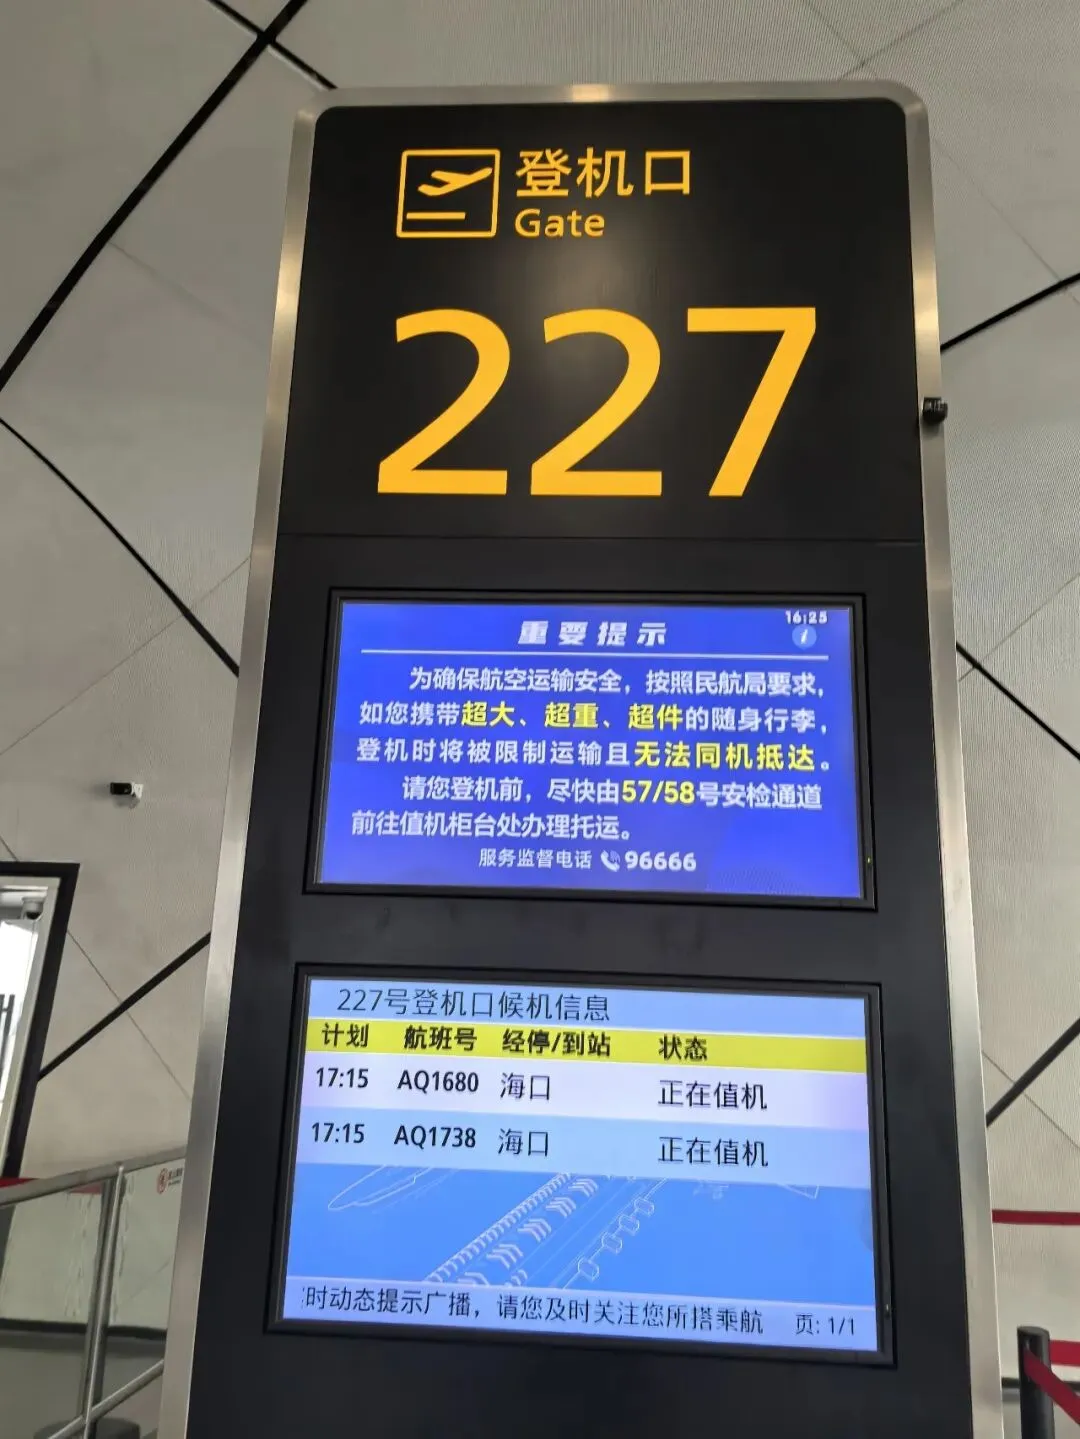 登机口
Gate
227
16:25
重要提示
为确保航空运输安全，按照民航局要求，
如您携带超大、超重、超件的随身行李，
登机时将被限制运输且无法同机抵达。
请您登机前，尽快由57/58号安检通道
前往值机柜台处办理托运。
服务监督电话 96666
227号登机口候机信息
计划 航班号 经停/到站 状态
17:15 AQ1680 海口 正在值机
17:15 AQ1738 海口 正在值机
时动态提示广播，请您及时关注您所搭乘航 页: 1/1